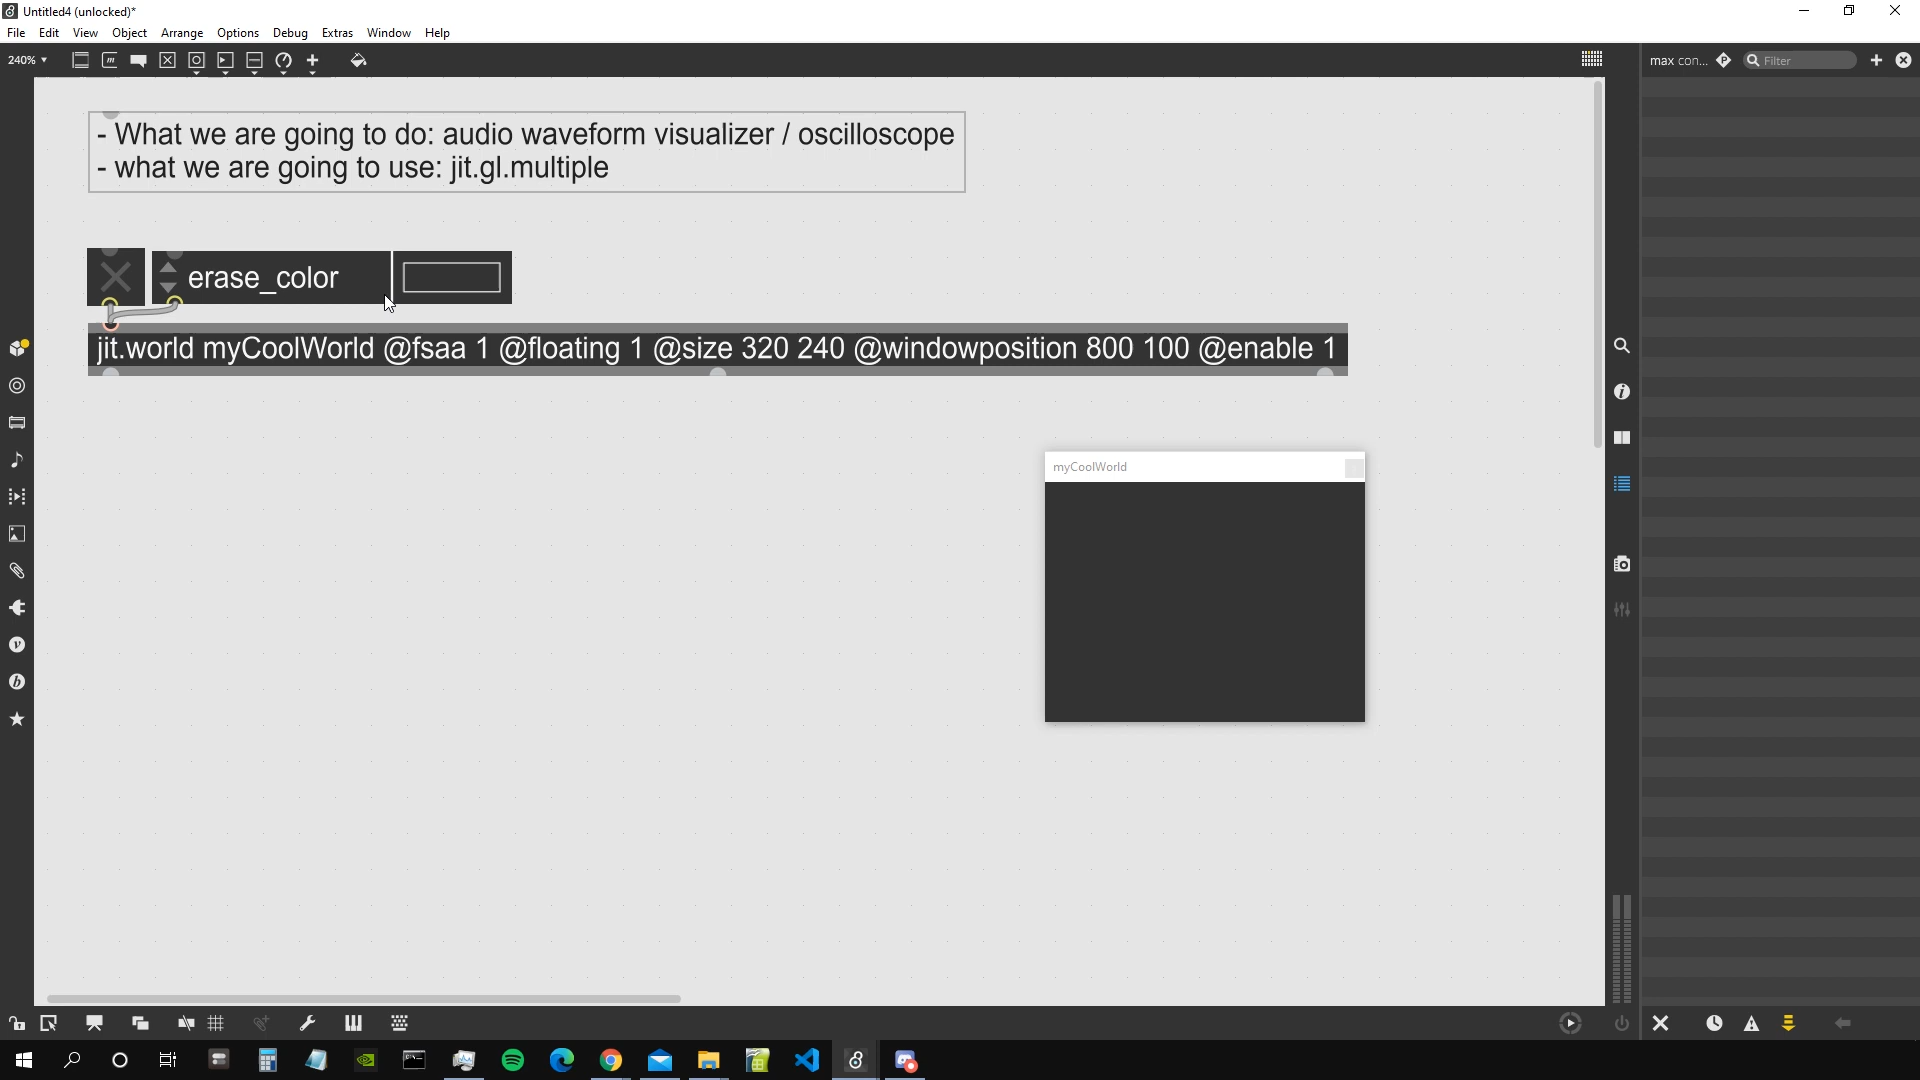 Untitled4 (unlocked)*
File Edit View Object Arrange Options Debug Extras Window Help
240%
max con... Filter
- What we are going to do: audio waveform visualizer / oscilloscope
- what we are going to use: jit.gl.multiple
erase_color
jit.world myCoolWorld @fsaa 1 @floating 1 @size 320 240 @windowposition 800 100 @enable 1
myCoolWorld